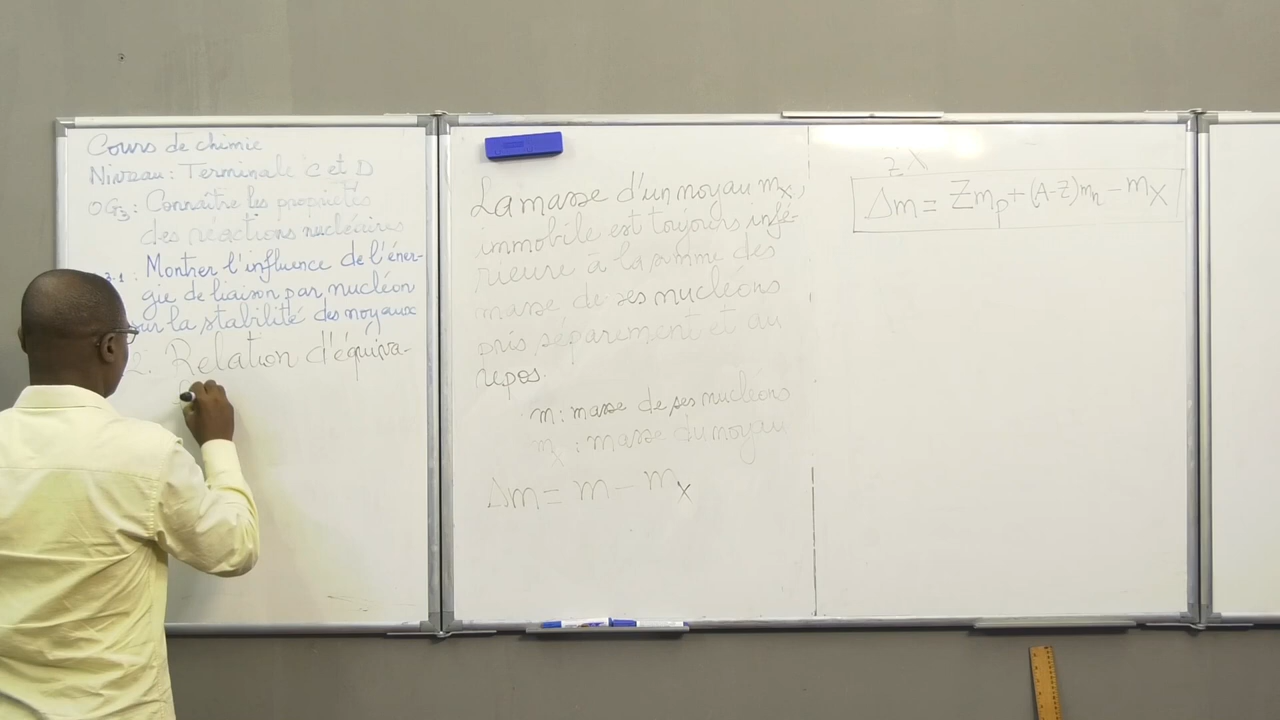 Cours de chimie
Niveau : Terminale C et D
OG3 : Connaître les propriétés
des réactions nucléaires
3.1 : Montrer l'influence de l'éner-
gie de liaison par nucléon
sur la stabilité des noyaux
2. Relation d'équiva-
La masse d'un noyau mx,
immobile est toujours infé-
rieure à la somme des
masse de ses nucléons
pris séparement et au
repos.
m : masse de ses nucléons
mx : masse du noyau
Δm = m - mx
Z X
Δm = Zmp + (A-Z)mn - mX